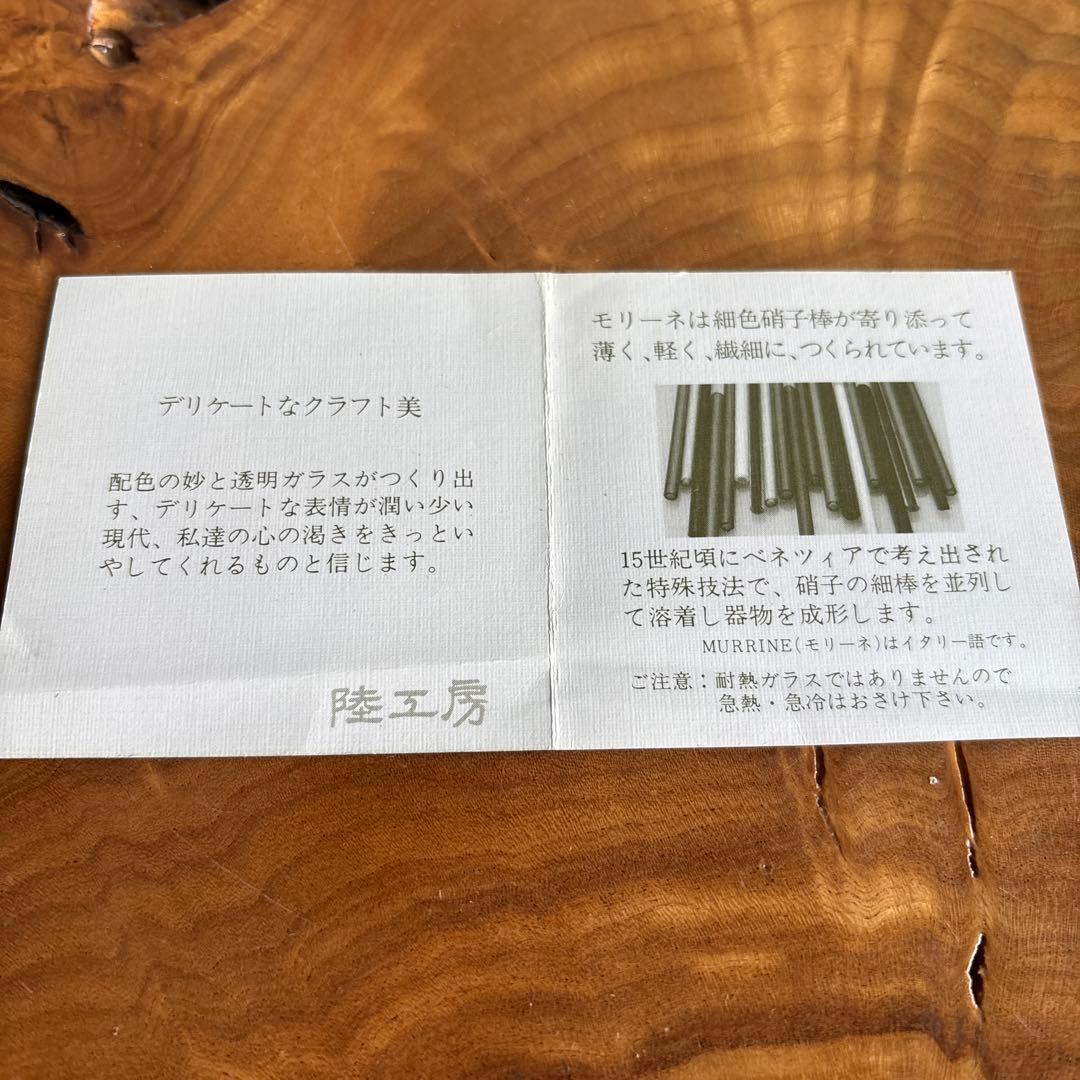 デリケートなクラフト美
配色の妙と透明ガラスがつくり出
す、デリケートな表情が潤い少い
現代、私達の心の渇きをきっとい
やしてくれるものと信じます。
陸工房
モリーネは細色硝子棒が寄り添って
薄く、軽く、繊細に、つくられています。
15世紀頃にベネツィアで考え出され
た特殊技法で、硝子の細棒を並列し
て溶着し器物を成形します。
MURRINE(モリーネ)はイタリー語です。
ご注意：耐熱ガラスではありませんので
急熱・急冷はおさけ下さい。